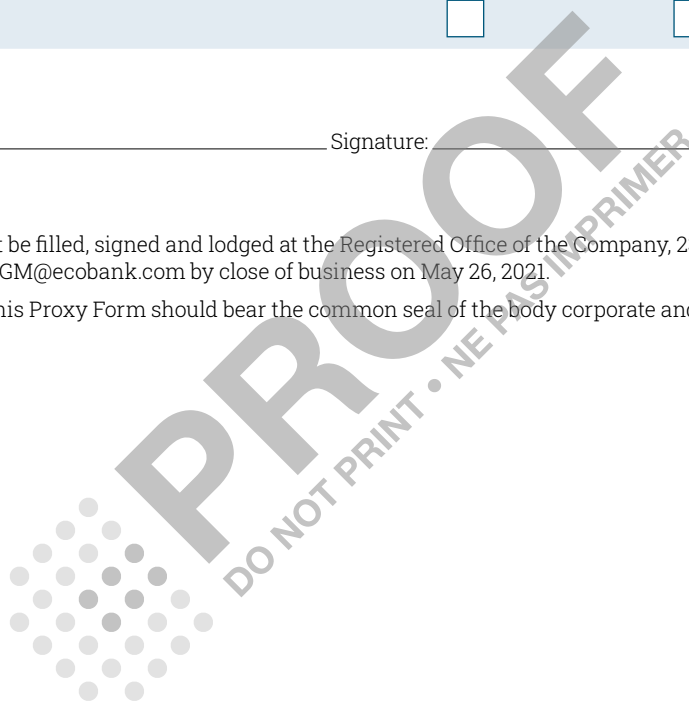 Signature:
be filled, signed and lodged at the Registered Office of the Company, 2
GM@ecobank.com by close of business on May 26, 2021.
his Proxy Form should bear the common seal of the body corporate and
PROOF
DO NOT PRINT • NE PAS IMPRIMER